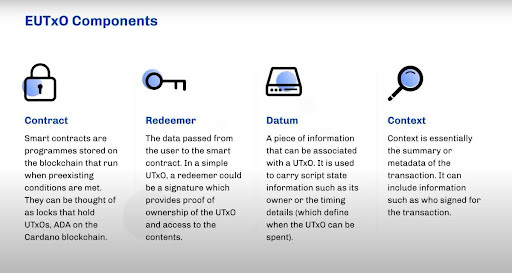 EUTxO Components
Contract
Smart contracts are
programmes stored on
the blockchain that run
when preexisting
conditions are met.
They can be thought of
as locks that hold
UTxOs, ADA on the
Cardano blockchain.
Redeemer
The data passed from
the user to the smart
contract. In a simple
UTxO, a redeemer could
be a signature which
provides proof of
ownership of the UTxO
and access to the
contents.
Datum
A piece of information
that can be associated
with a UTxO. It is used
to carry script state
information such as its
owner or the timing
details (which define
when the UTxO can be
spent).
Context
Context is essentially
the summary or
metadata of the
transaction. It can
include information
such as who signed for
the transaction.